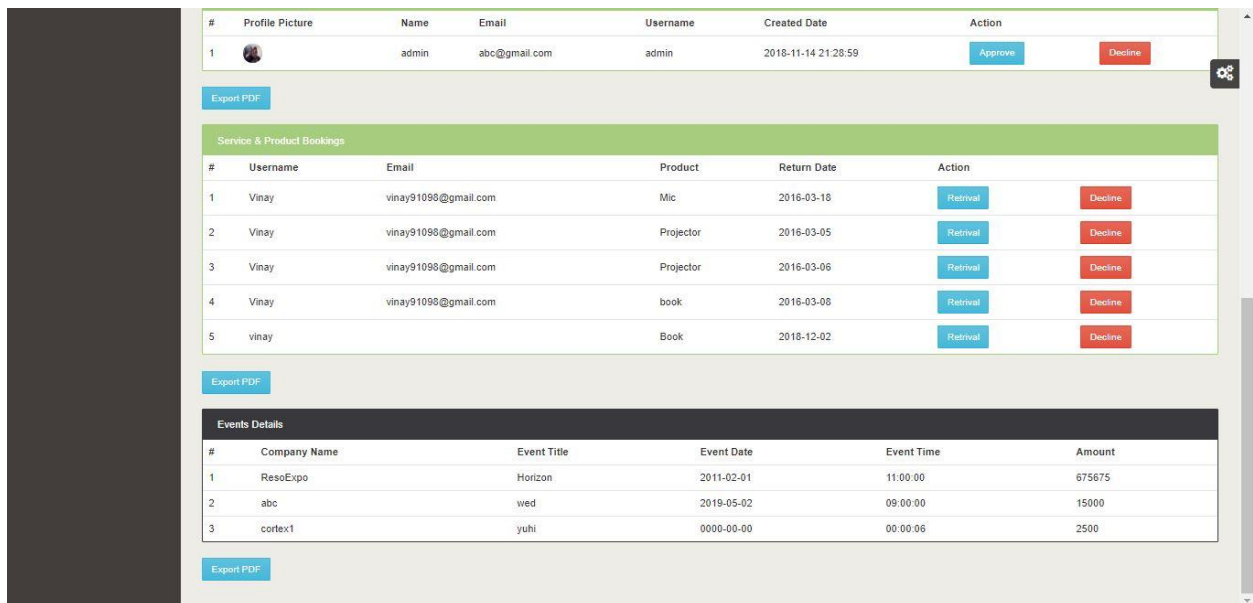 # Profile Picture Name Email Username Created Date Action
1 admin abc@gmail.com admin 2018-11-14 21:28:59 Approve Decline
Export PDF
Service & Product Bookings
# Username Email Product Return Date Action
1 Vinay vinay91098@gmail.com Mic 2016-03-18 Retrival Decline
2 Vinay vinay91098@gmail.com Projector 2016-03-05 Retrival Decline
3 Vinay vinay91098@gmail.com Projector 2016-03-06 Retrival Decline
4 Vinay vinay91098@gmail.com book 2016-03-08 Retrival Decline
5 vinay Book 2018-12-02 Retrival Decline
Export PDF
Events Details
# Company Name Event Title Event Date Event Time Amount
1 ResoExpo Horizon 2011-02-01 11:00:00 675675
2 abc wed 2019-05-02 09:00:00 15000
3 cortex1 yuhi 0000-00-00 00:00:06 2500
Export PDF